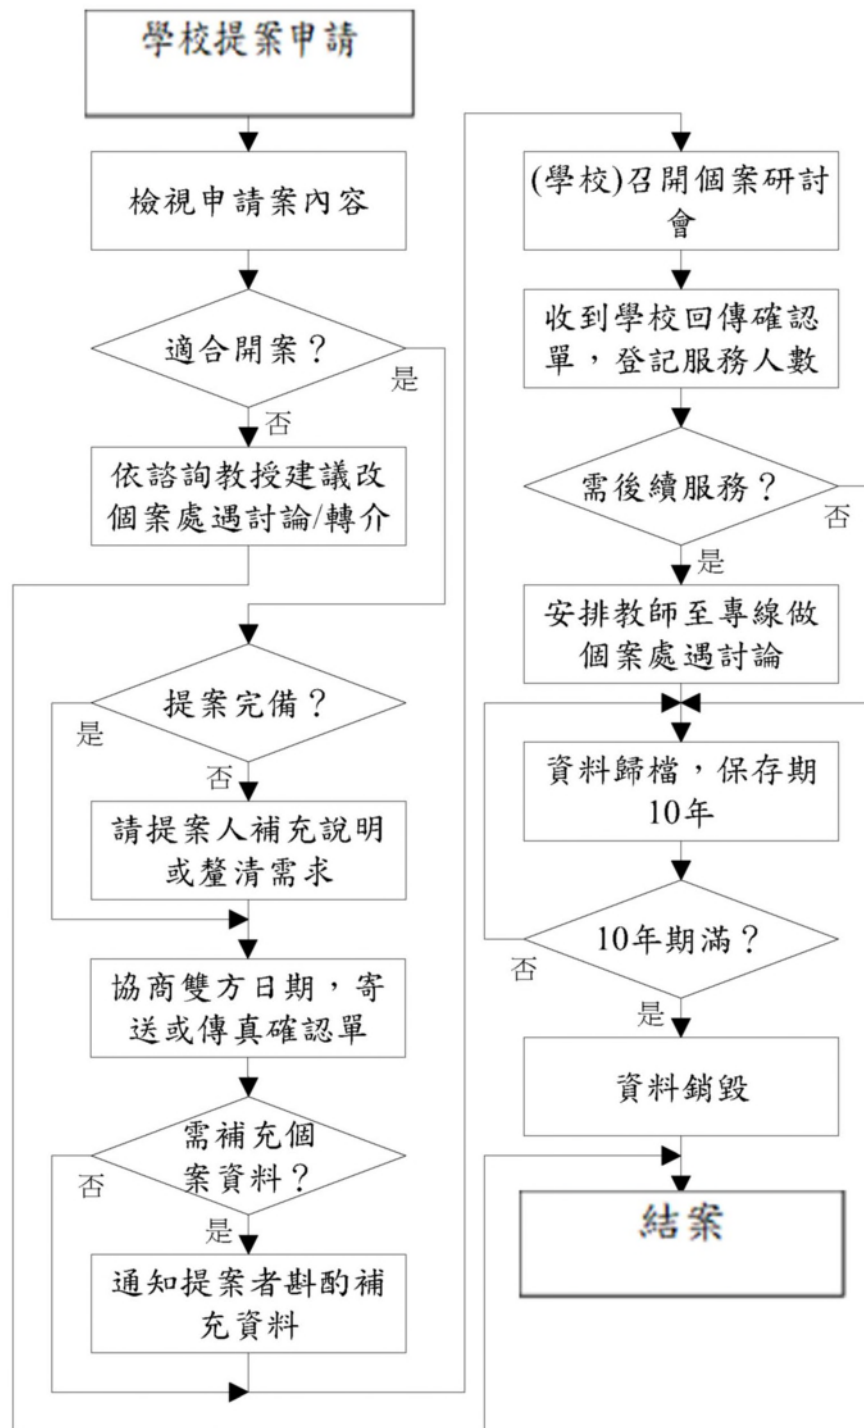 學校提案申請
檢視申請案內容
適合開案？
是
否
依諮詢教授建議改
個案處遇討論/轉介
提案完備？
是
否
請提案人補充說明
或釐清需求
協商雙方日期，寄
送或傳真確認單
需補充個
案資料？
否
是
通知提案者斟酌補
充資料
(學校)召開個案研討
會
收到學校回傳確認
單，登記服務人數
需後續服務？
否
是
安排教師至專線做
個案處遇討論
資料歸檔，保存期
10年
10年期滿？
否
是
資料銷毀
結案